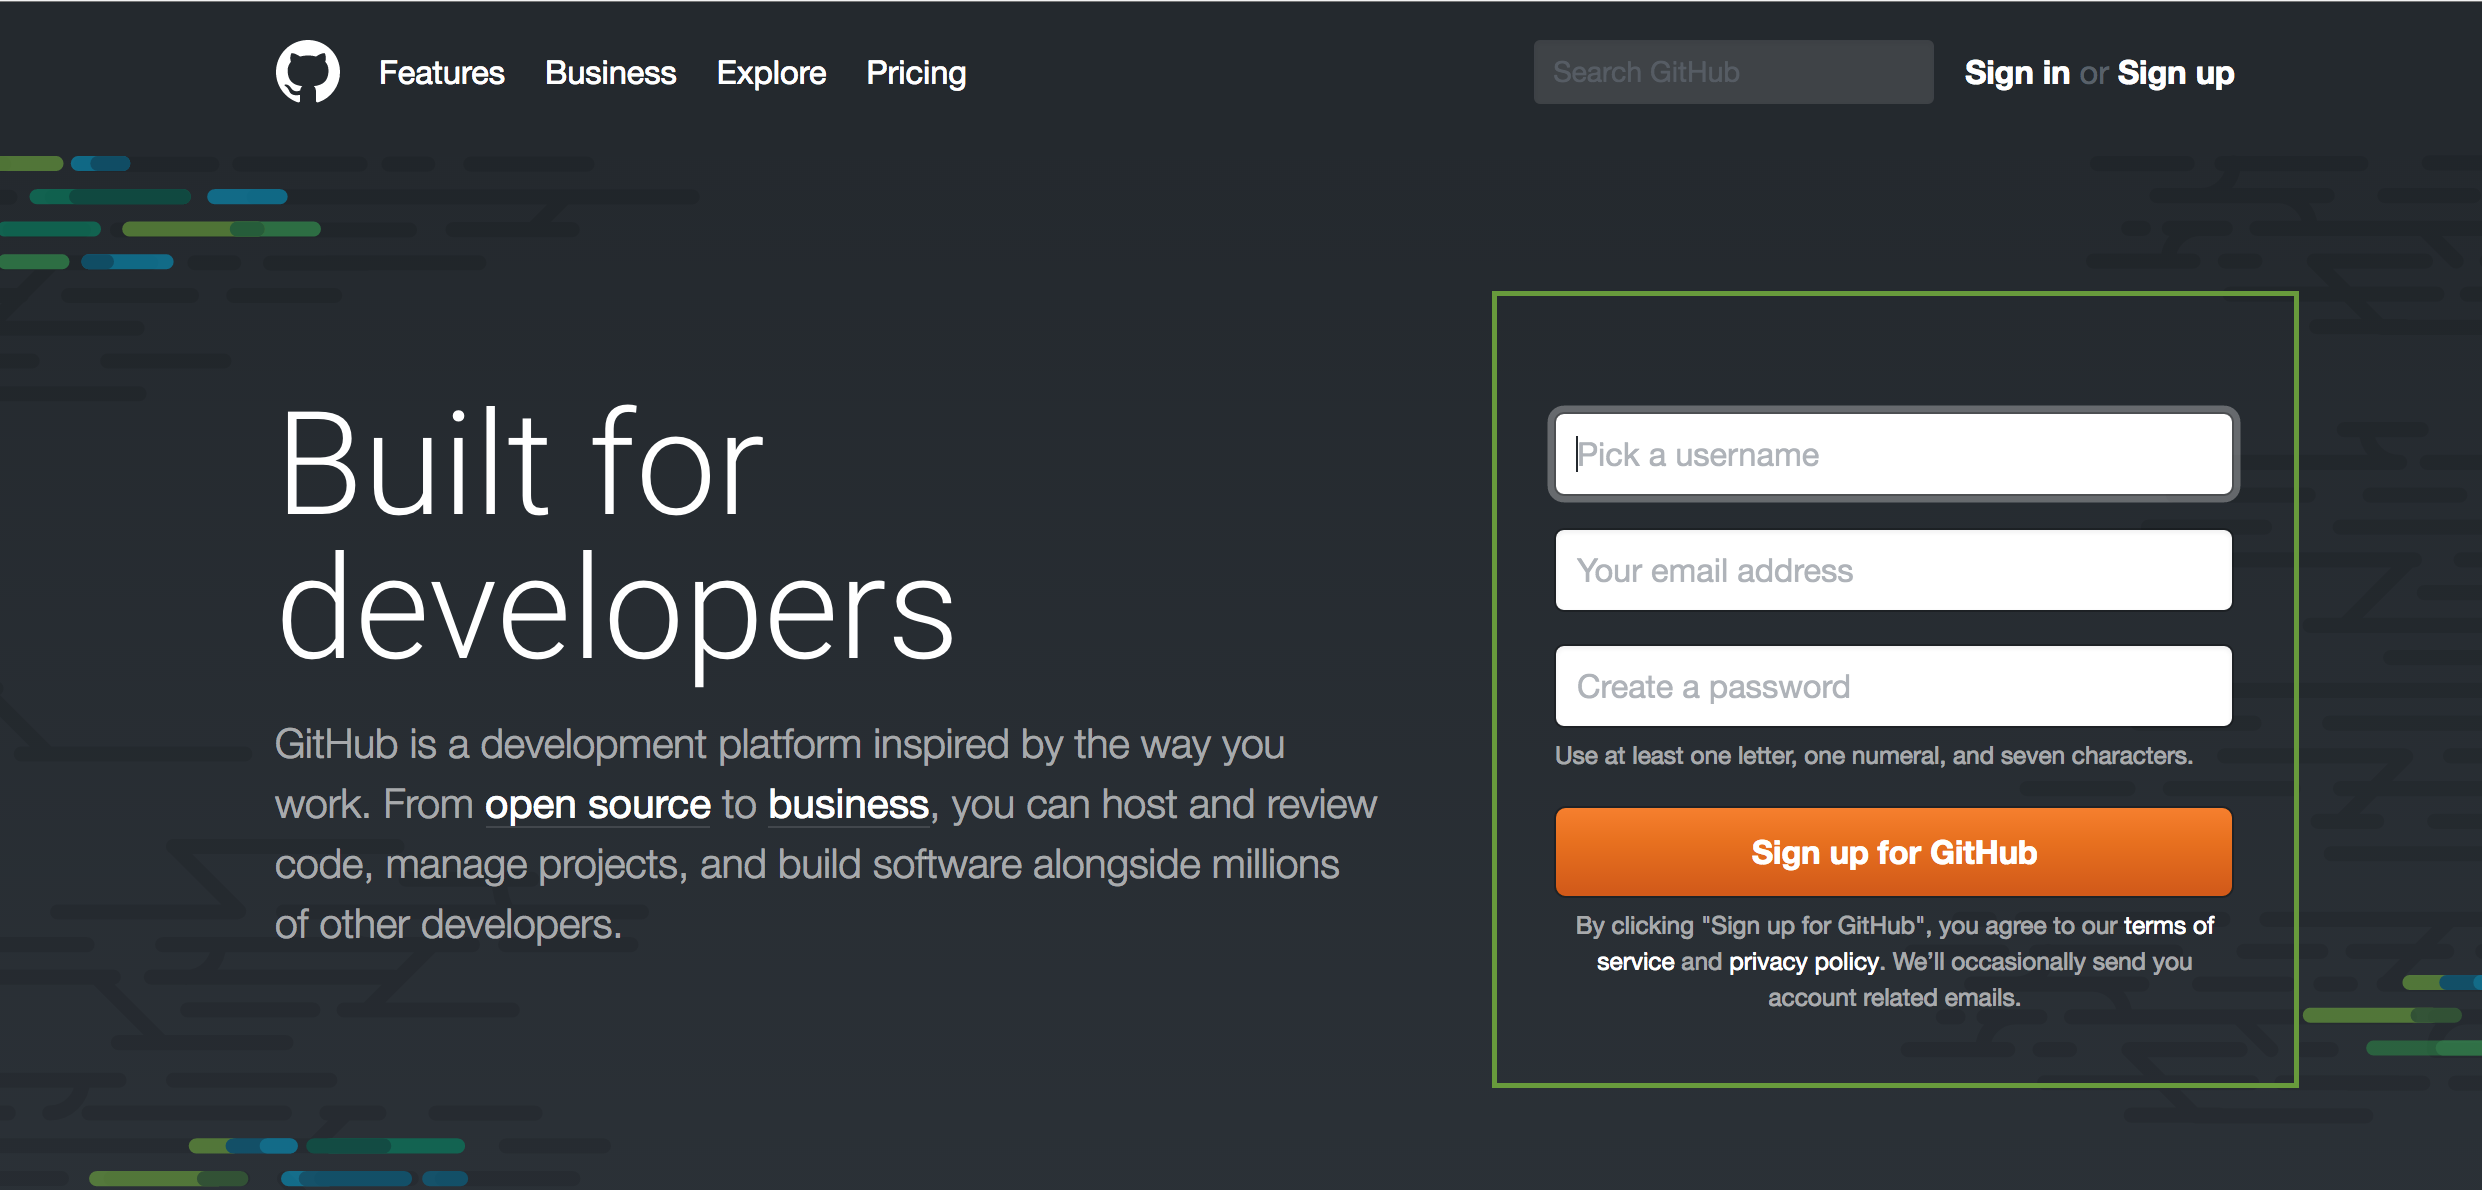 Features Business Explore Pricing Search GitHub Sign in or Sign up
Built for
developers
GitHub is a development platform inspired by the way you
work. From open source to business, you can host and review
code, manage projects, and build software alongside millions
of other developers.
Pick a username
Your email address
Create a password
Use at least one letter, one numeral, and seven characters.
Sign up for GitHub
By clicking "Sign up for GitHub", you agree to our terms of
service and privacy policy. We’ll occasionally send you
account related emails.